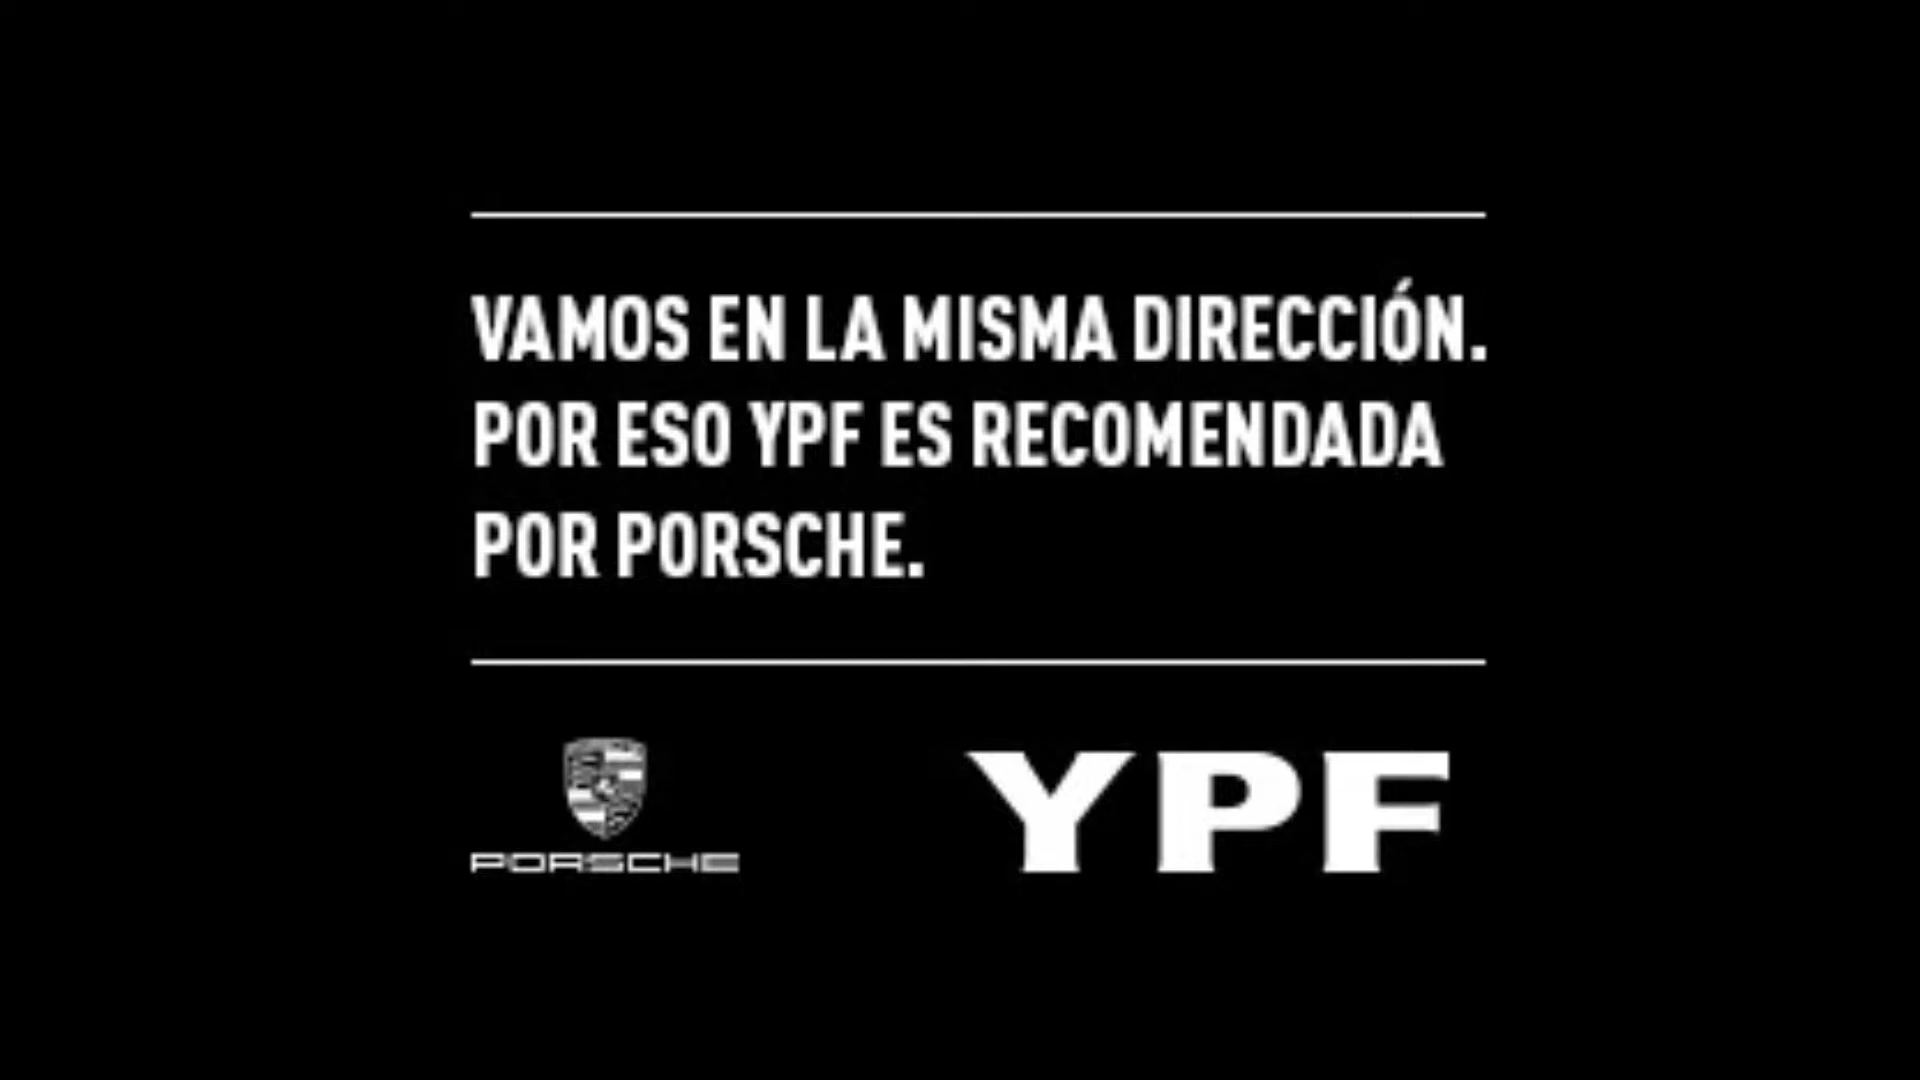 VAMOS EN LA MISMA DIRECCIÓN.
POR ESO YPF ES RECOMENDADA
POR PORSCHE.
PORSCHE
YPF